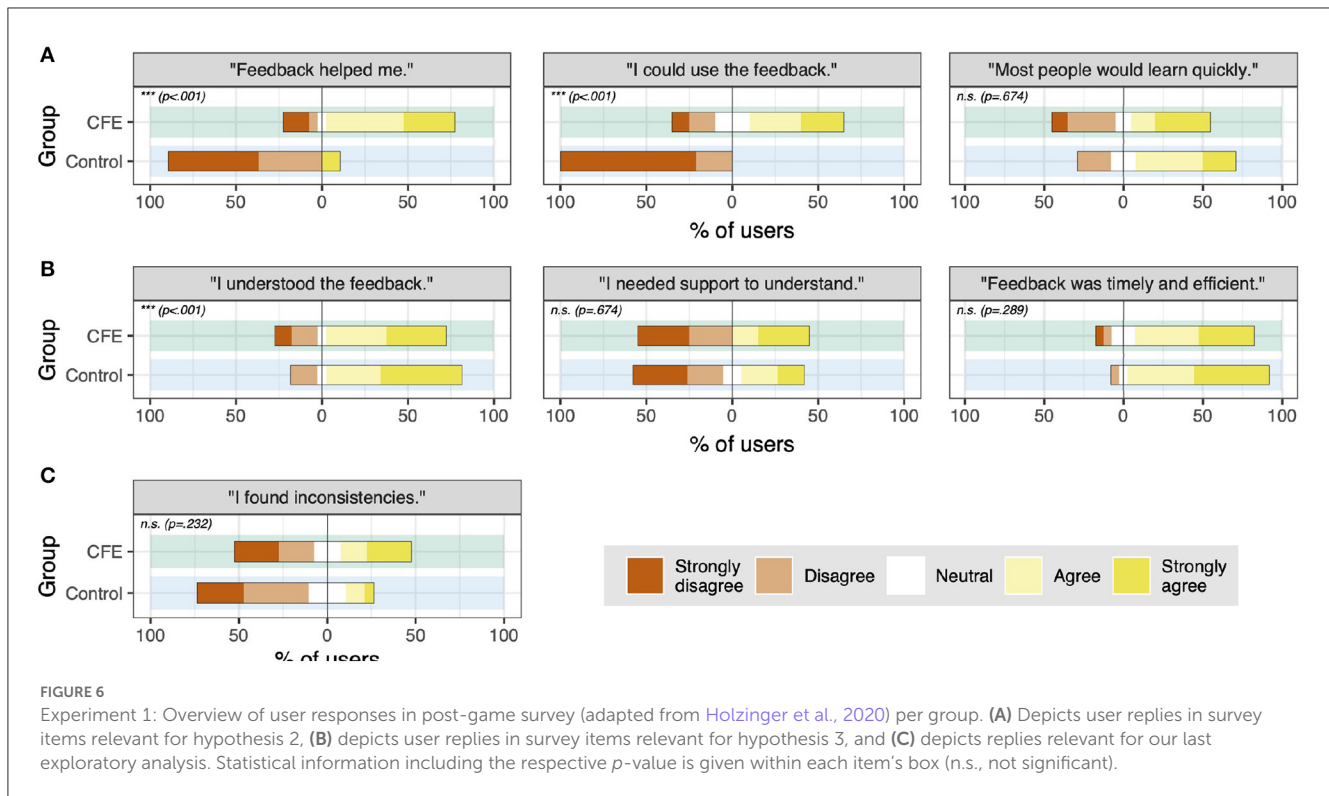 A
"Feedback helped me."
"I could use the feedback."
"Most people would learn quickly."
*** (p<.001)
*** (p<.001)
n.s. (p=.674)
Group
CFE
Control
100 50 0 50 100
100 50 0 50 100
100 50 0 50 100
% of users
B
"I understood the feedback."
"I needed support to understand."
"Feedback was timely and efficient."
*** (p<.001)
n.s. (p=.674)
n.s. (p=.289)
Group
CFE
Control
100 50 0 50 100
100 50 0 50 100
100 50 0 50 100
% of users
C
"I found inconsistencies."
n.s. (p=.232)
Group
CFE
Control
100 50 0 50 100
% of users
Strongly disagree
Disagree
Neutral
Agree
Strongly agree
FIGURE 6
Experiment 1: Overview of user responses in post-game survey (adapted from Holzinger et al., 2020) per group. (A) Depicts user replies in survey
items relevant for hypothesis 2, (B) depicts user replies in survey items relevant for hypothesis 3, and (C) depicts replies relevant for our last
exploratory analysis. Statistical information including the respective p-value is given within each item's box (n.s., not significant).